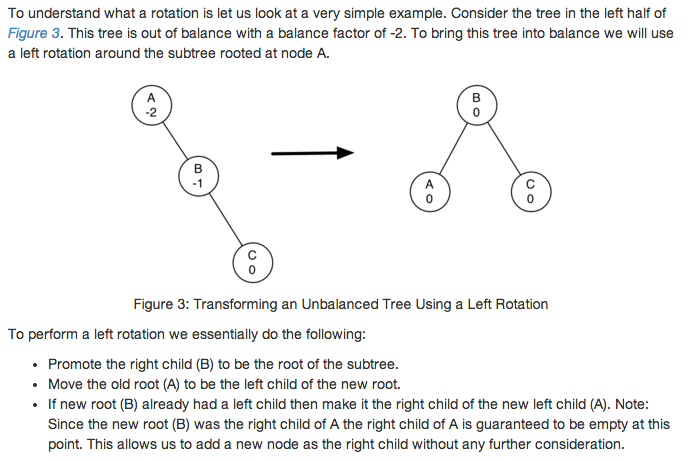 To understand what a rotation is let us look at a very simple example. Consider the tree in the left half of
Figure 3. This tree is out of balance with a balance factor of -2. To bring this tree into balance we will use
a left rotation around the subtree rooted at node A.
A
-2
B
-1
C
0
B
0
A
0
C
0
Figure 3: Transforming an Unbalanced Tree Using a Left Rotation
To perform a left rotation we essentially do the following:
• Promote the right child (B) to be the root of the subtree.
• Move the old root (A) to be the left child of the new root.
• If new root (B) already had a left child then make it the right child of the new left child (A). Note:
Since the new root (B) was the right child of A the right child of A is guaranteed to be empty at this
point. This allows us to add a new node as the right child without any further consideration.